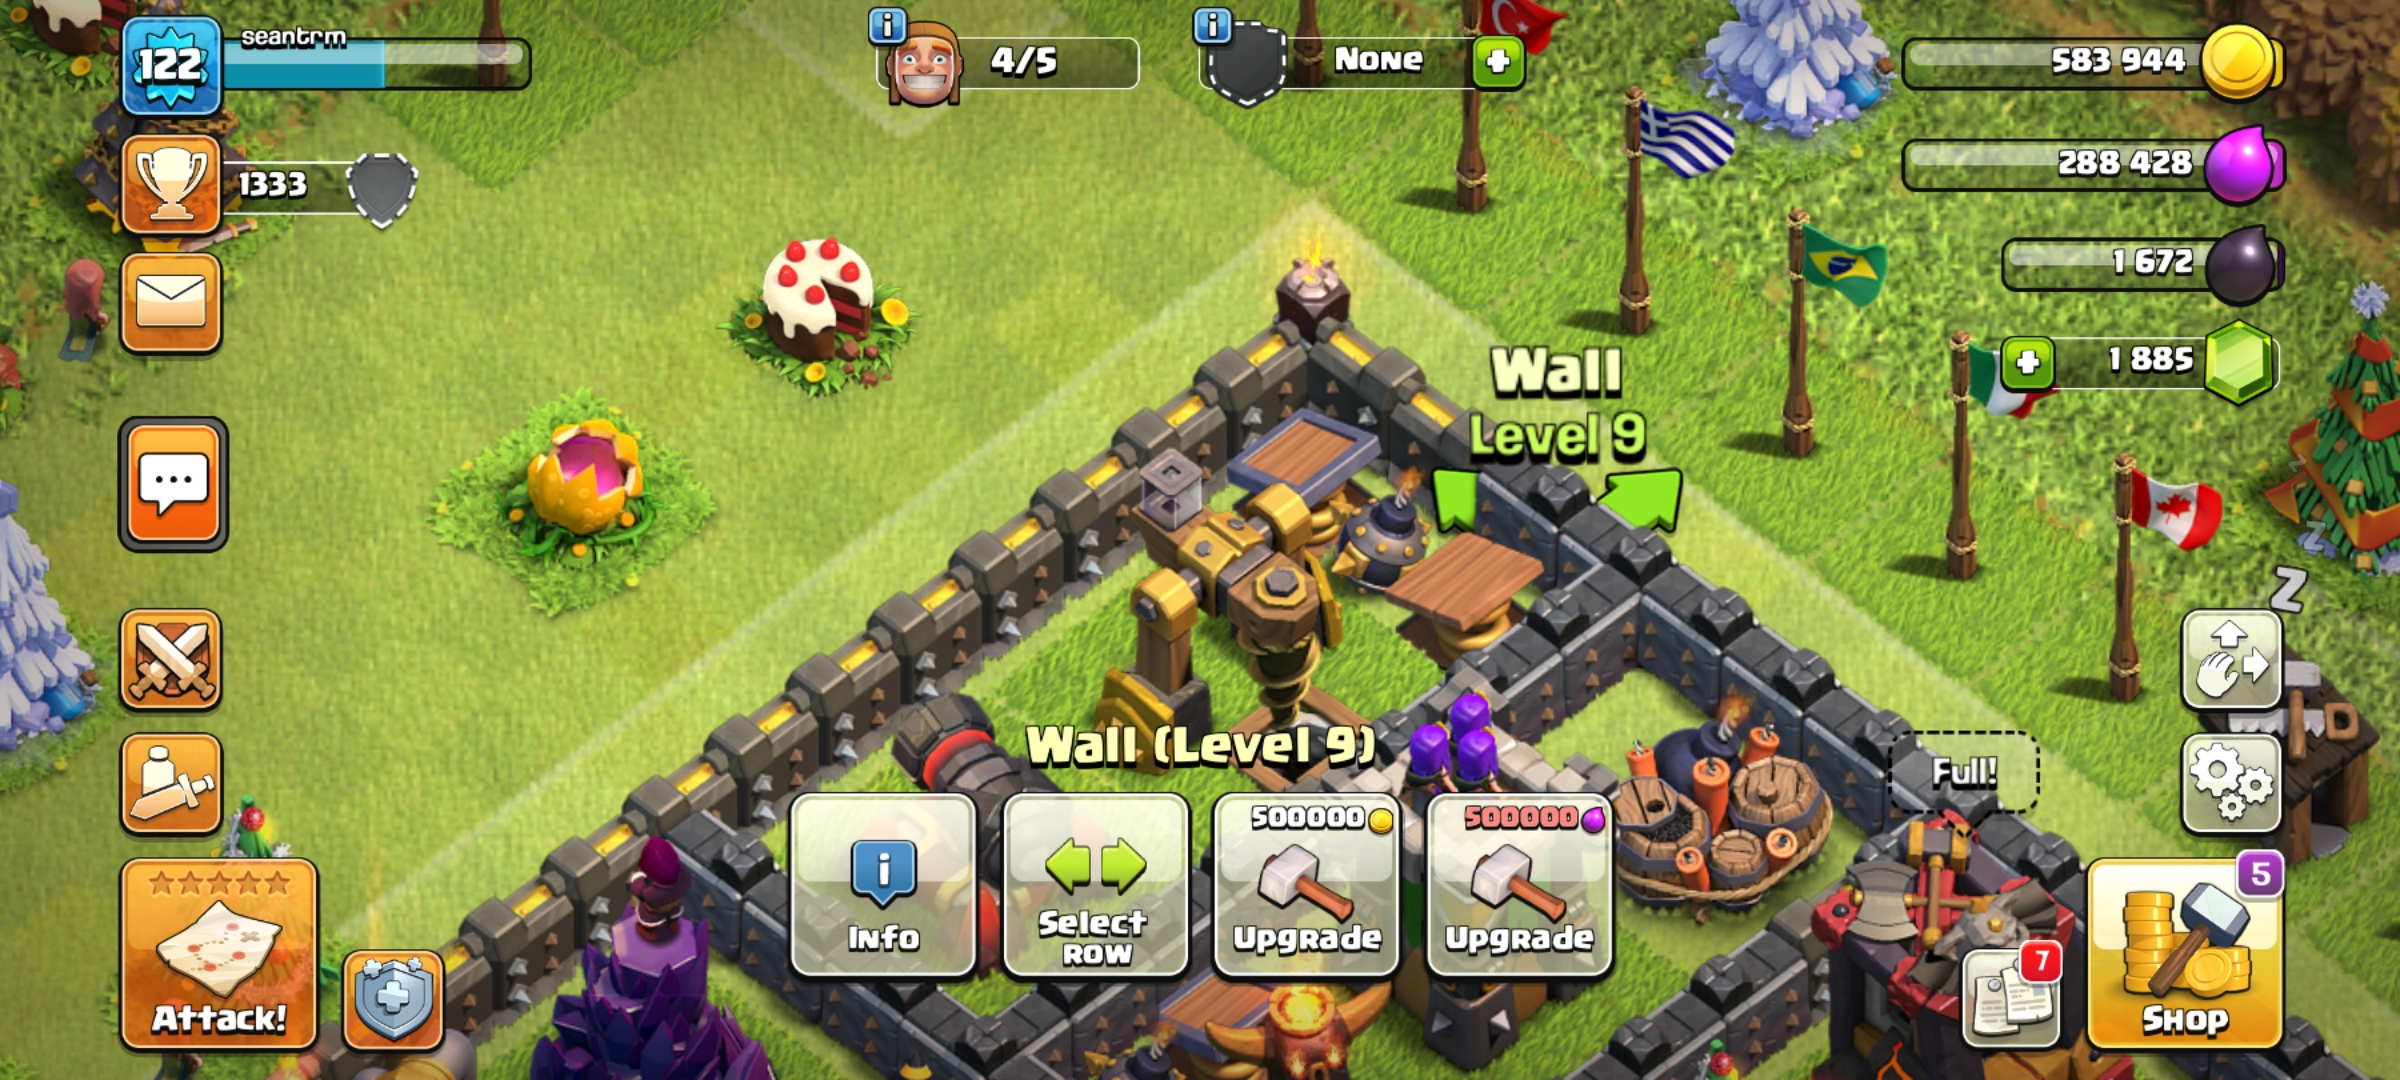 122
seantrm
4/5
None
583 944
1333
288 428
1 672
1 885
Wall
Level 9
Z
Z
Z
Wall (Level 9)
Full!
Info
Select
Row
500000
Upgrade
500000
Upgrade
Attack!
7
5
Shop